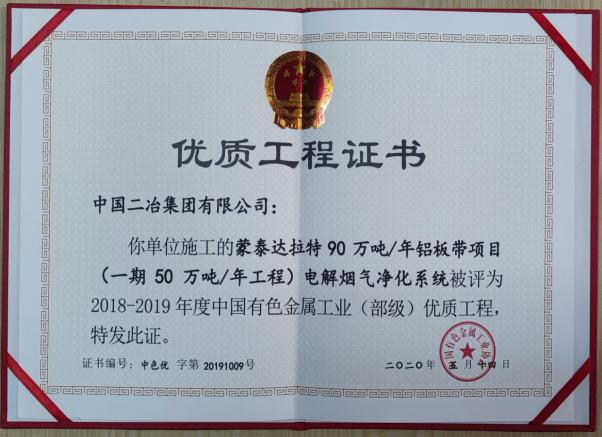 优质工程证书
中国二冶集团有限公司：
你单位施工的蒙泰达拉特90万吨/年铝板带项目
（一期50万吨/年工程）电解烟气净化系统被评为
2018-2019年度中国有色金属工业（部级）优质工程，
特发此证。
证书编号：中色优 字第 20191009号
二〇二〇年 五 月 十四 日